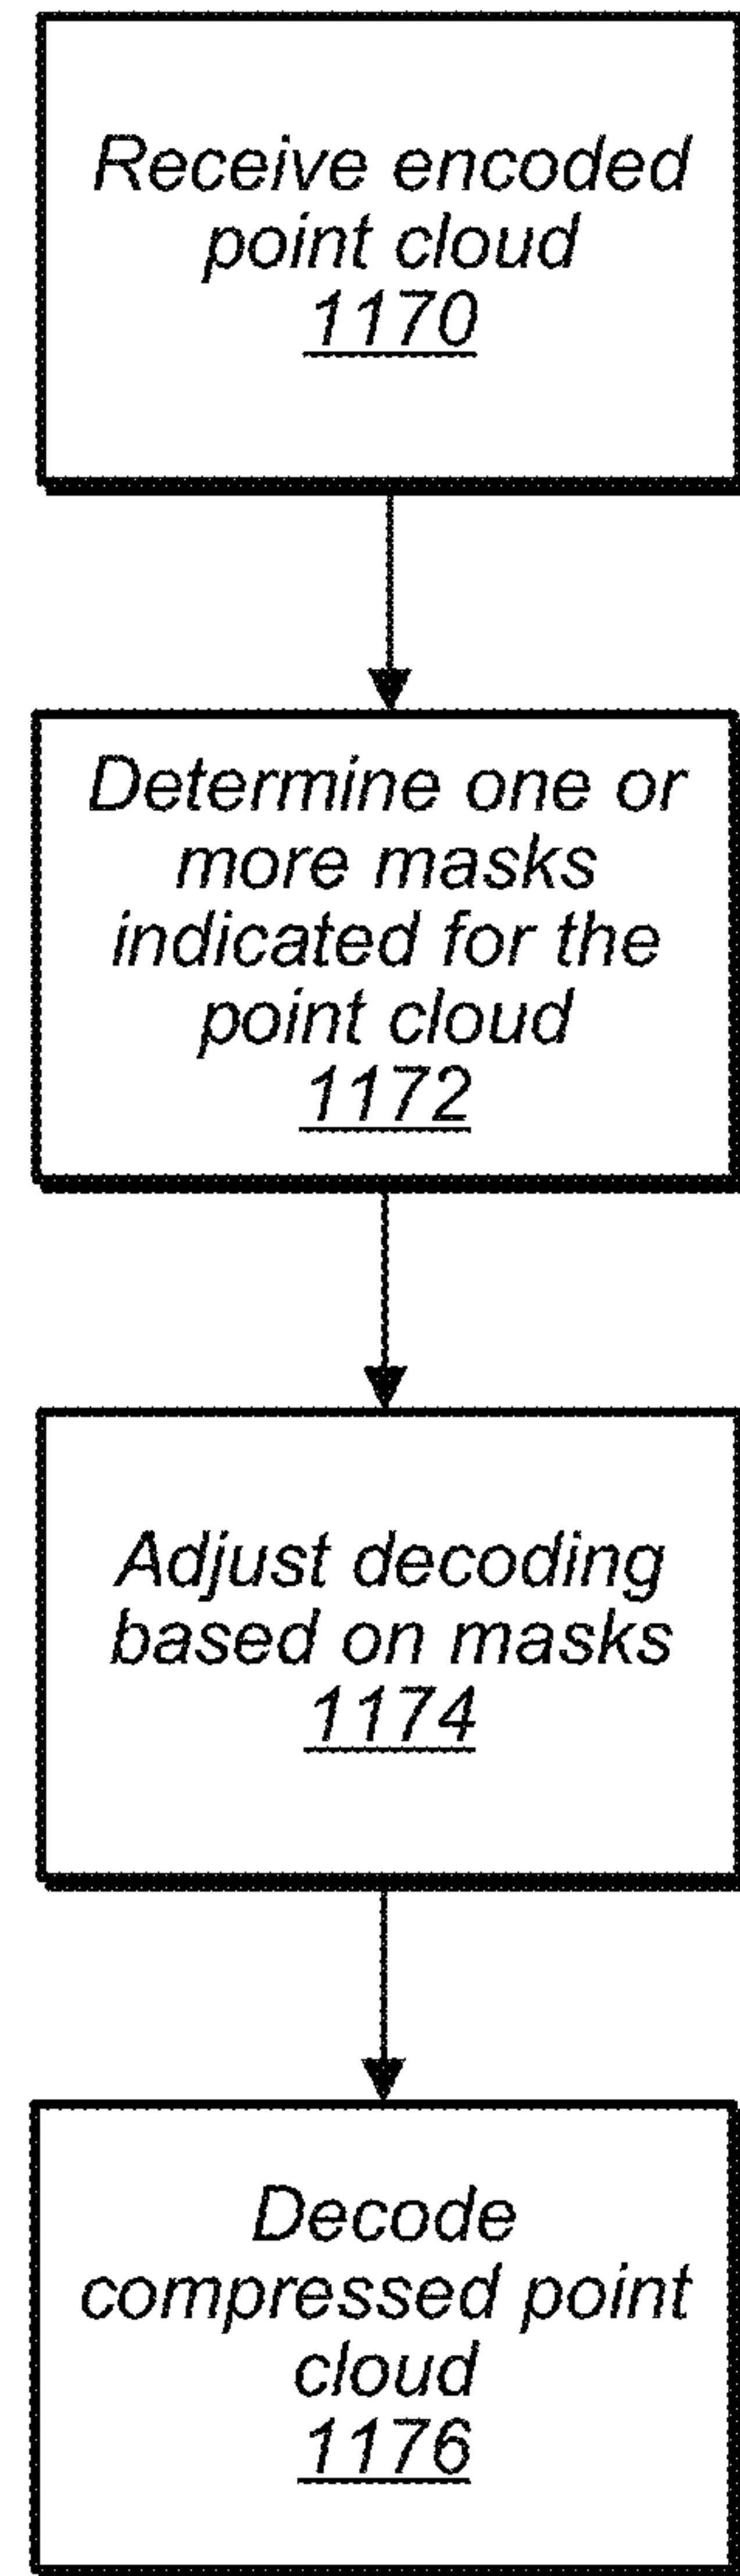 Receive encoded
point cloud
1170
Determine one or
more masks
indicated for the
point cloud
1172
Adjust decoding
based on masks
1174
Decode
compressed point
cloud
1176